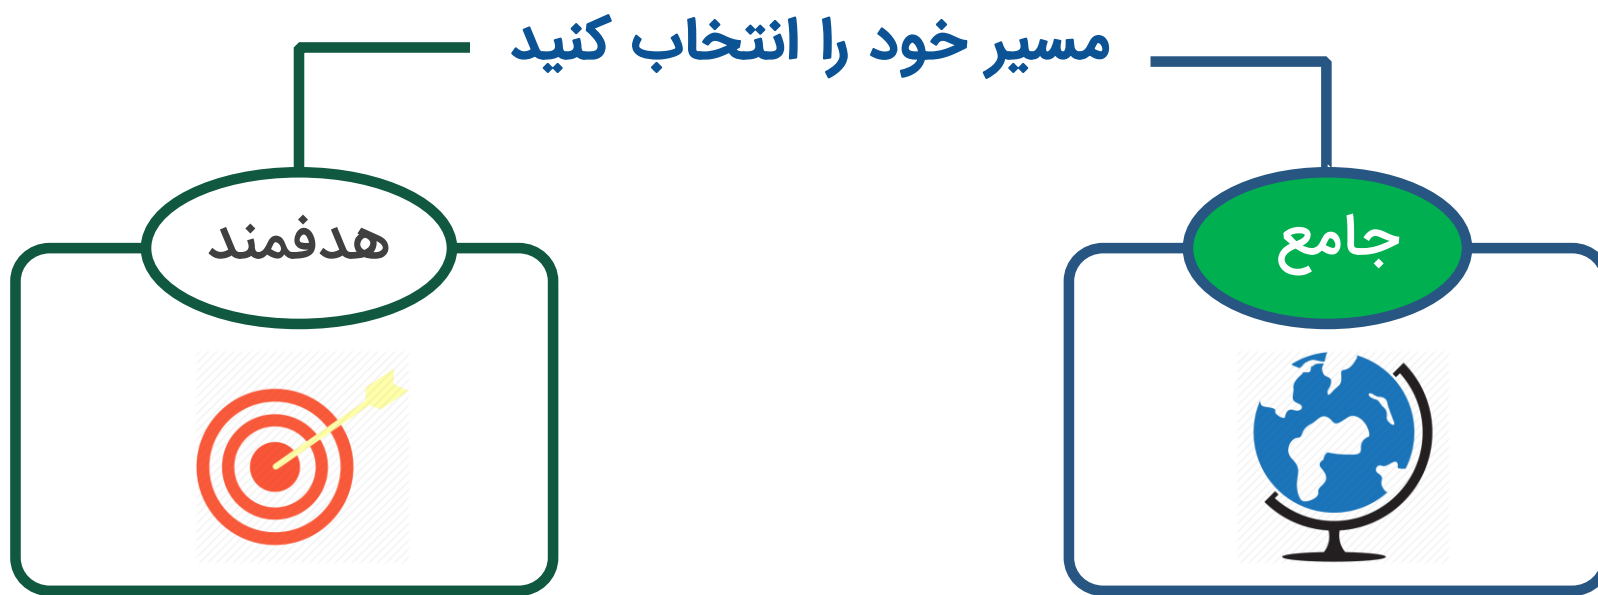 مسیر خود را انتخاب کنید
جامع
هدفمند